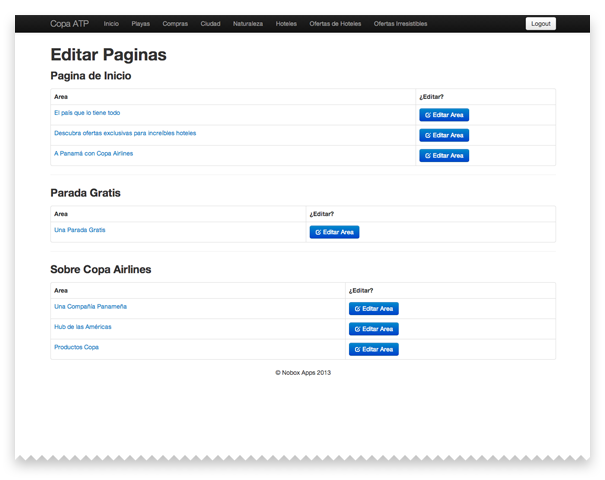 Copa ATP Inicio Playas Compras Ciudad Naturaleza Hoteles Ofertas de Hoteles Ofertas Irresistibles Logout
Editar Paginas
Pagina de Inicio
Area ¿Editar?
El país que lo tiene todo Editar Area
Descubra ofertas exclusivas para increíbles hoteles Editar Area
A Panamá con Copa Airlines Editar Area
Parada Gratis
Area ¿Editar?
Una Parada Gratis Editar Area
Sobre Copa Airlines
Area ¿Editar?
Una Compañía Panameña Editar Area
Hub de las Américas Editar Area
Productos Copa Editar Area
© Nobox Apps 2013